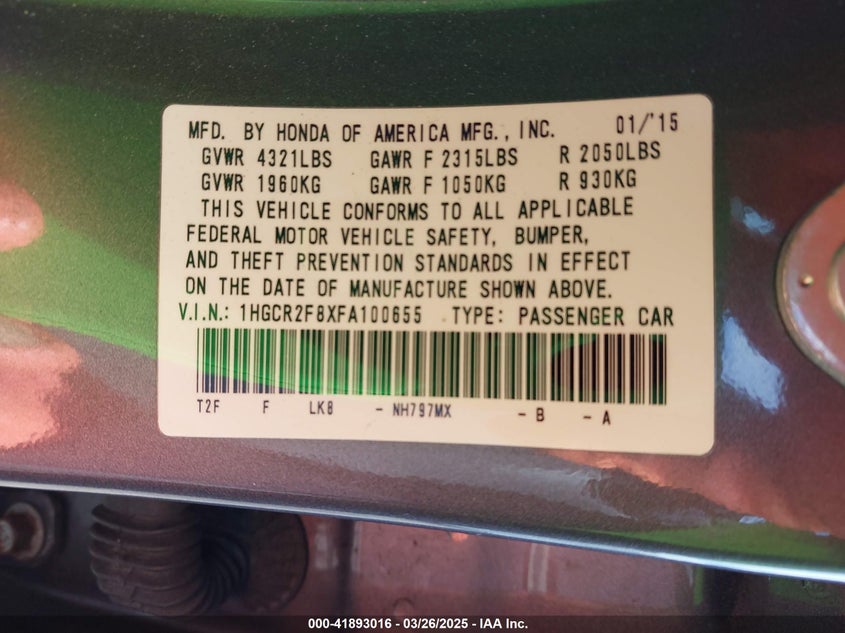 MFD. BY HONDA OF AMERICA MFG., INC. 01/'15
GVWR 4321LBS GAWR F 2315LBS R 2050LBS
GVWR 1960KG GAWR F 1050KG R 930KG
THIS VEHICLE CONFORMS TO ALL APPLICABLE
FEDERAL MOTOR VEHICLE SAFETY, BUMPER,
AND THEFT PREVENTION STANDARDS IN EFFECT
ON THE DATE OF MANUFACTURE SHOWN ABOVE.
V.I.N.: 1HGCR2F8XFA100655 TYPE: PASSENGER CAR
T2F F LK8 - NH797MX - B - A
000-41893016 - 03/26/2025 - IAA Inc.